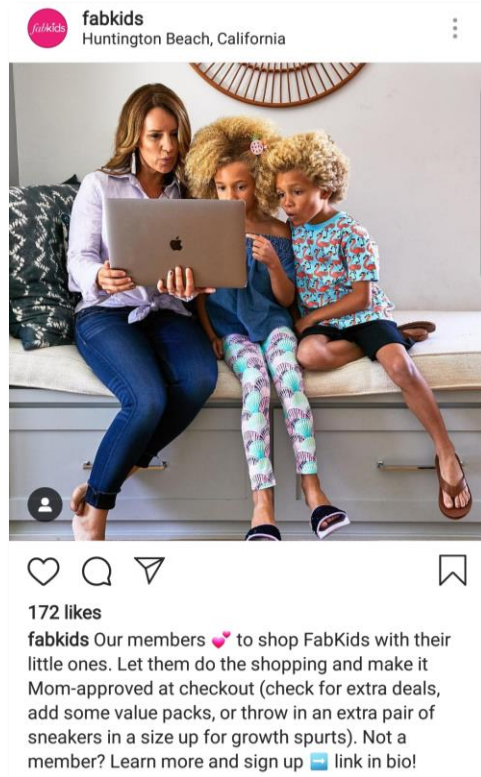 fabkids
fabkids
Huntington Beach, California
172 likes
fabkids Our members 💕 to shop FabKids with their
little ones. Let them do the shopping and make it
Mom-approved at checkout (check for extra deals,
add some value packs, or throw in an extra pair of
sneakers in a size up for growth spurts). Not a
member? Learn more and sign up ➡️ link in bio!